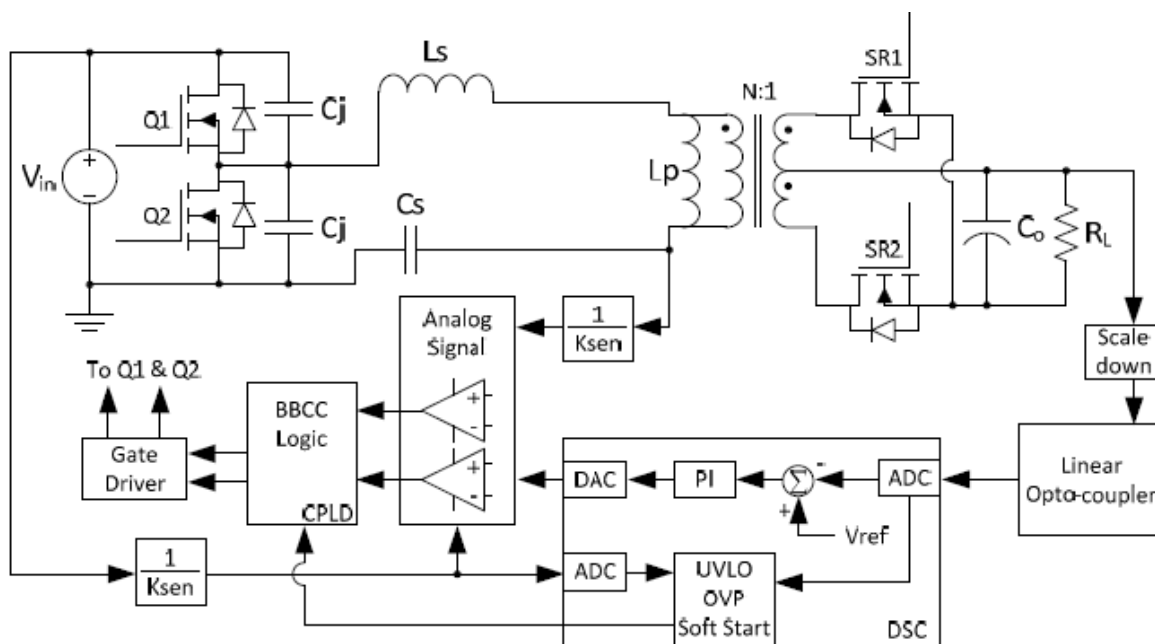 Ls
SR1
N:1
Q1
Cj
Vin
Lp
Q2
Cs
Cj
SR2
Co
RL
Analog
Signal
1
Ksen
Scale
down
To Q1 & Q2
BBCC
Logic
Gate
Driver
CPLD
+
-
+
-
DAC
PI
Σ
-
+
ADC
Linear
Opto-coupler
Vref
1
Ksen
ADC
UVLO
OVP
Soft Start
DSC